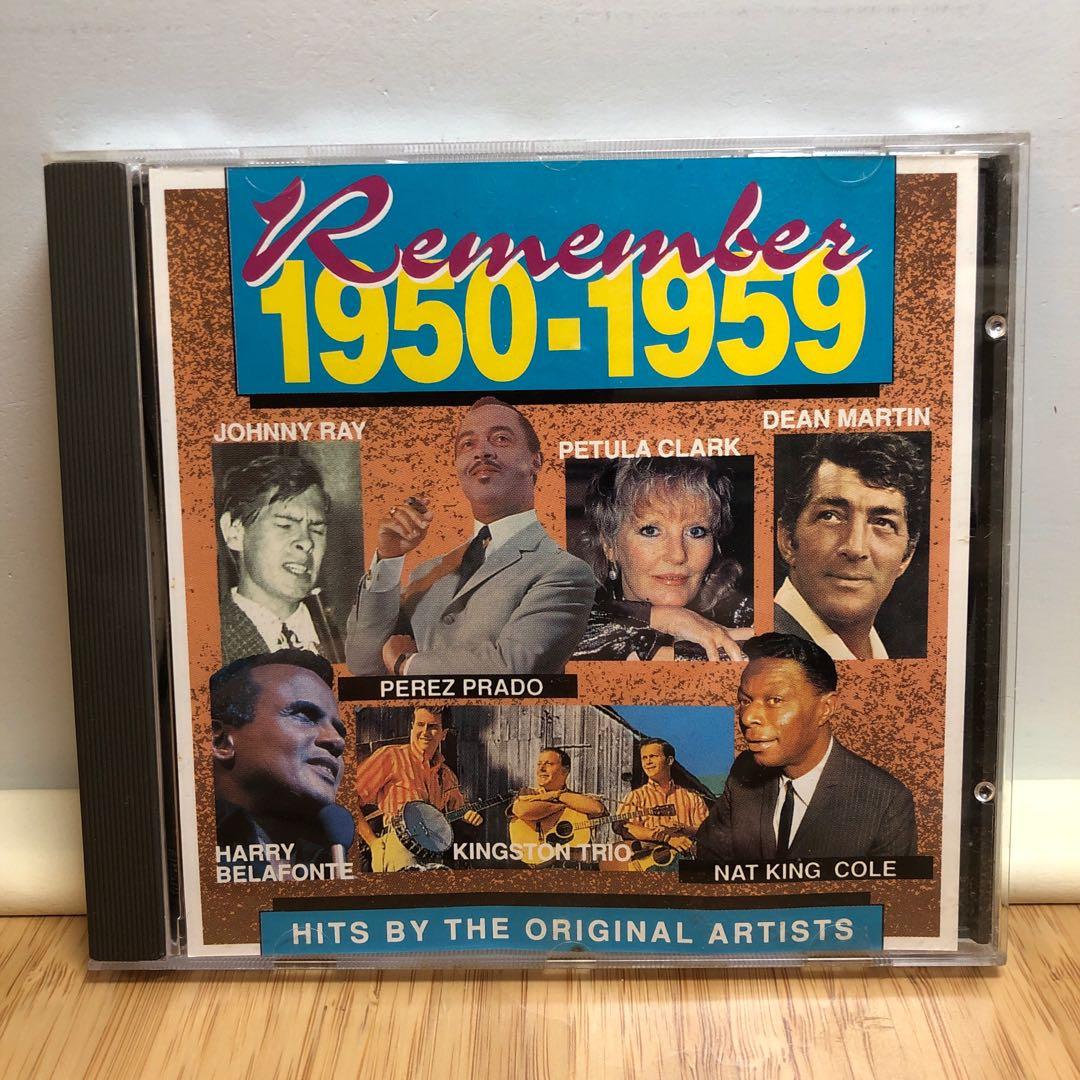 Remember
1950-1959
JOHNNY RAY
PETULA CLARK
DEAN MARTIN
PEREZ PRADO
HARRY
BELAFONTE
KINGSTON TRIO
NAT KING COLE
HITS BY THE ORIGINAL ARTISTS